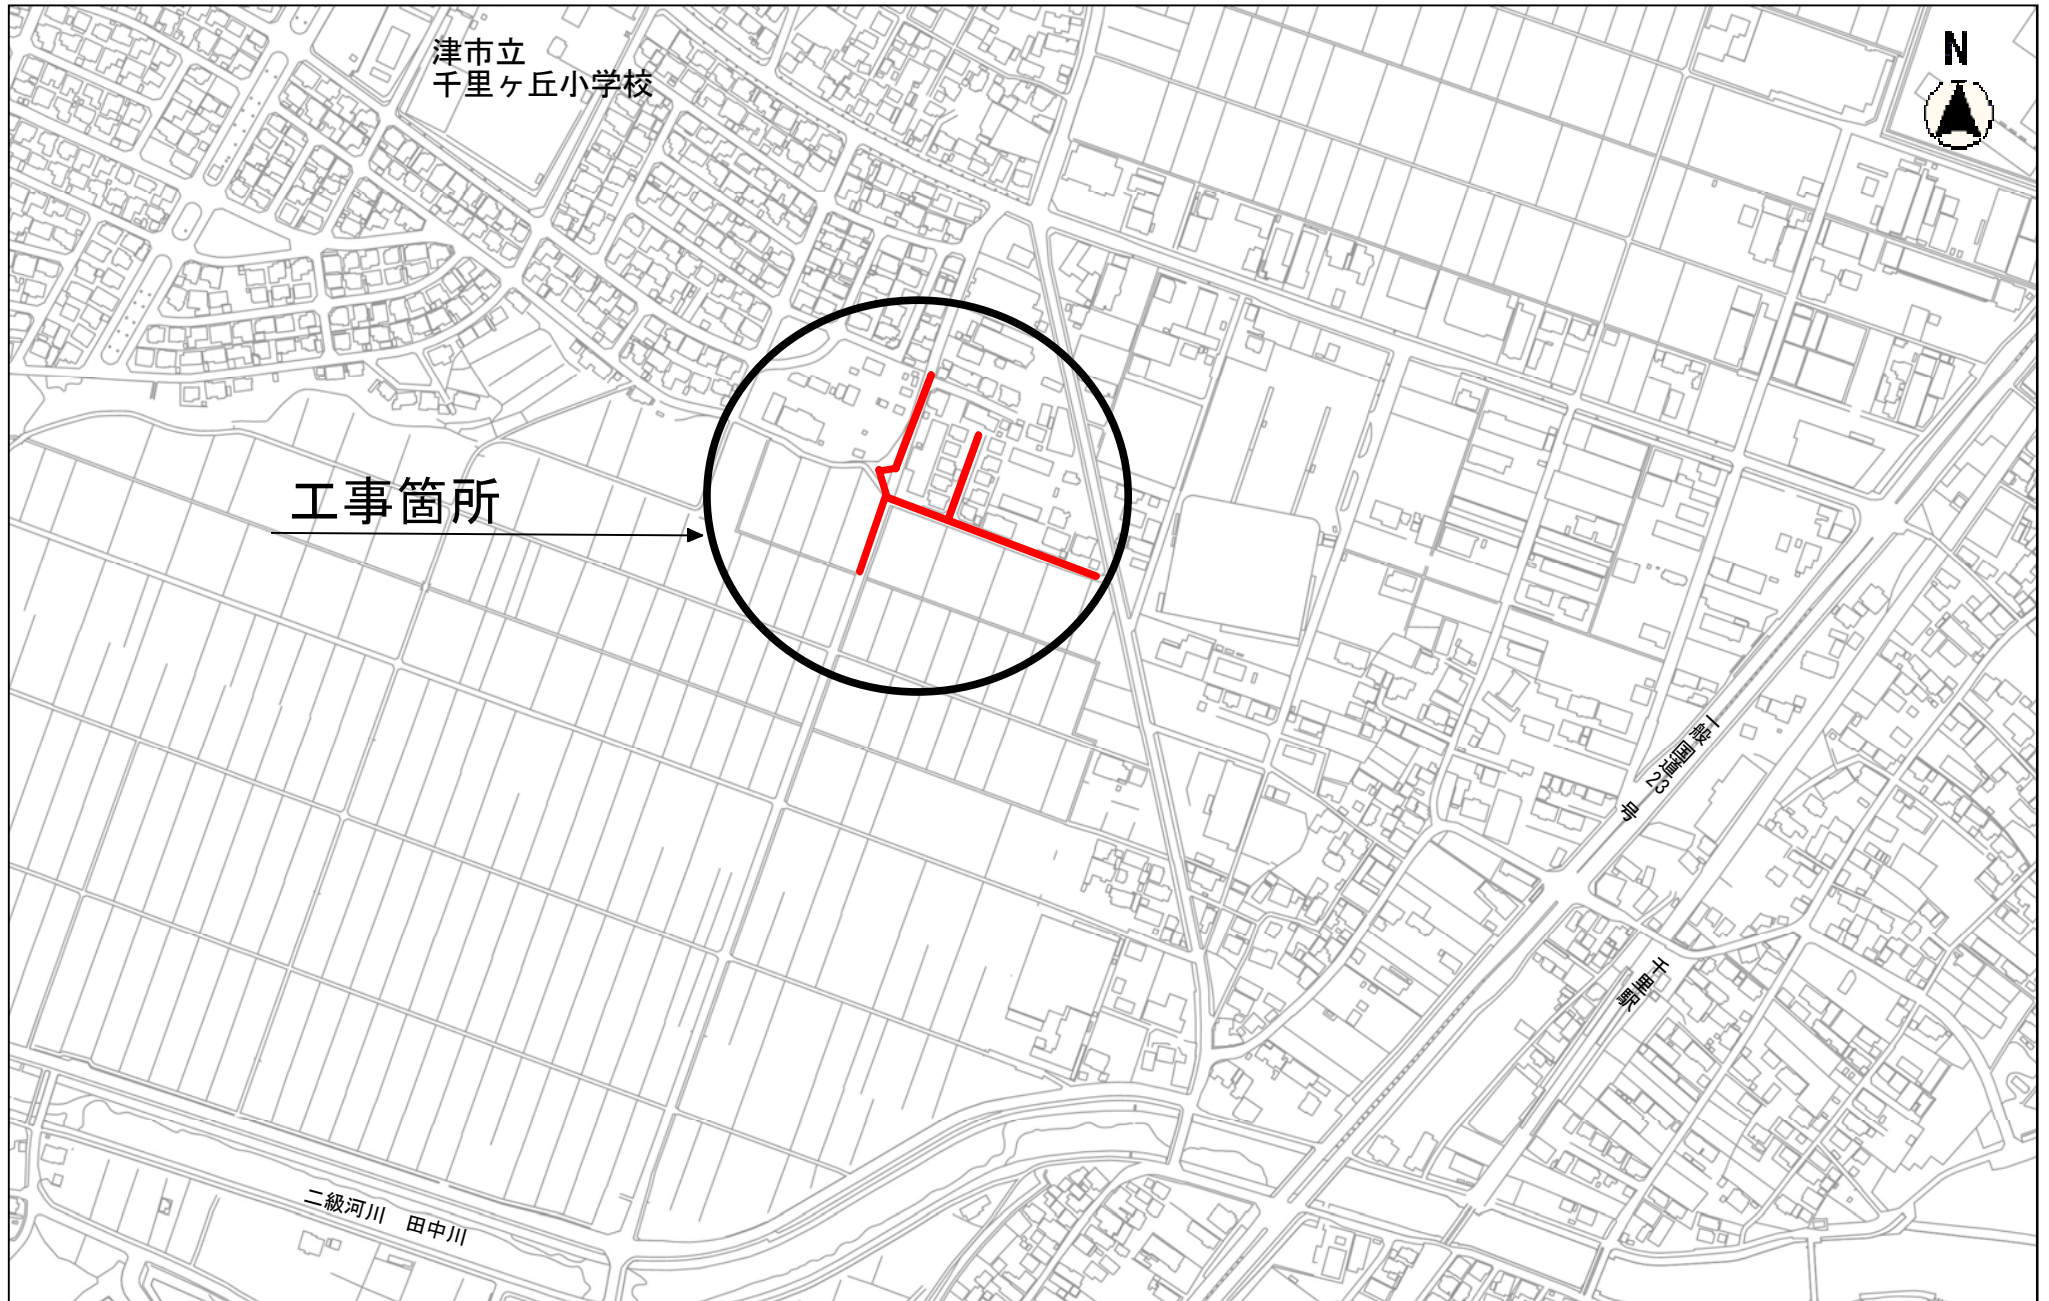 津市立
千里ヶ丘小学校
N
工事箇所
一般国道23号
千里駅
二級河川 田中川